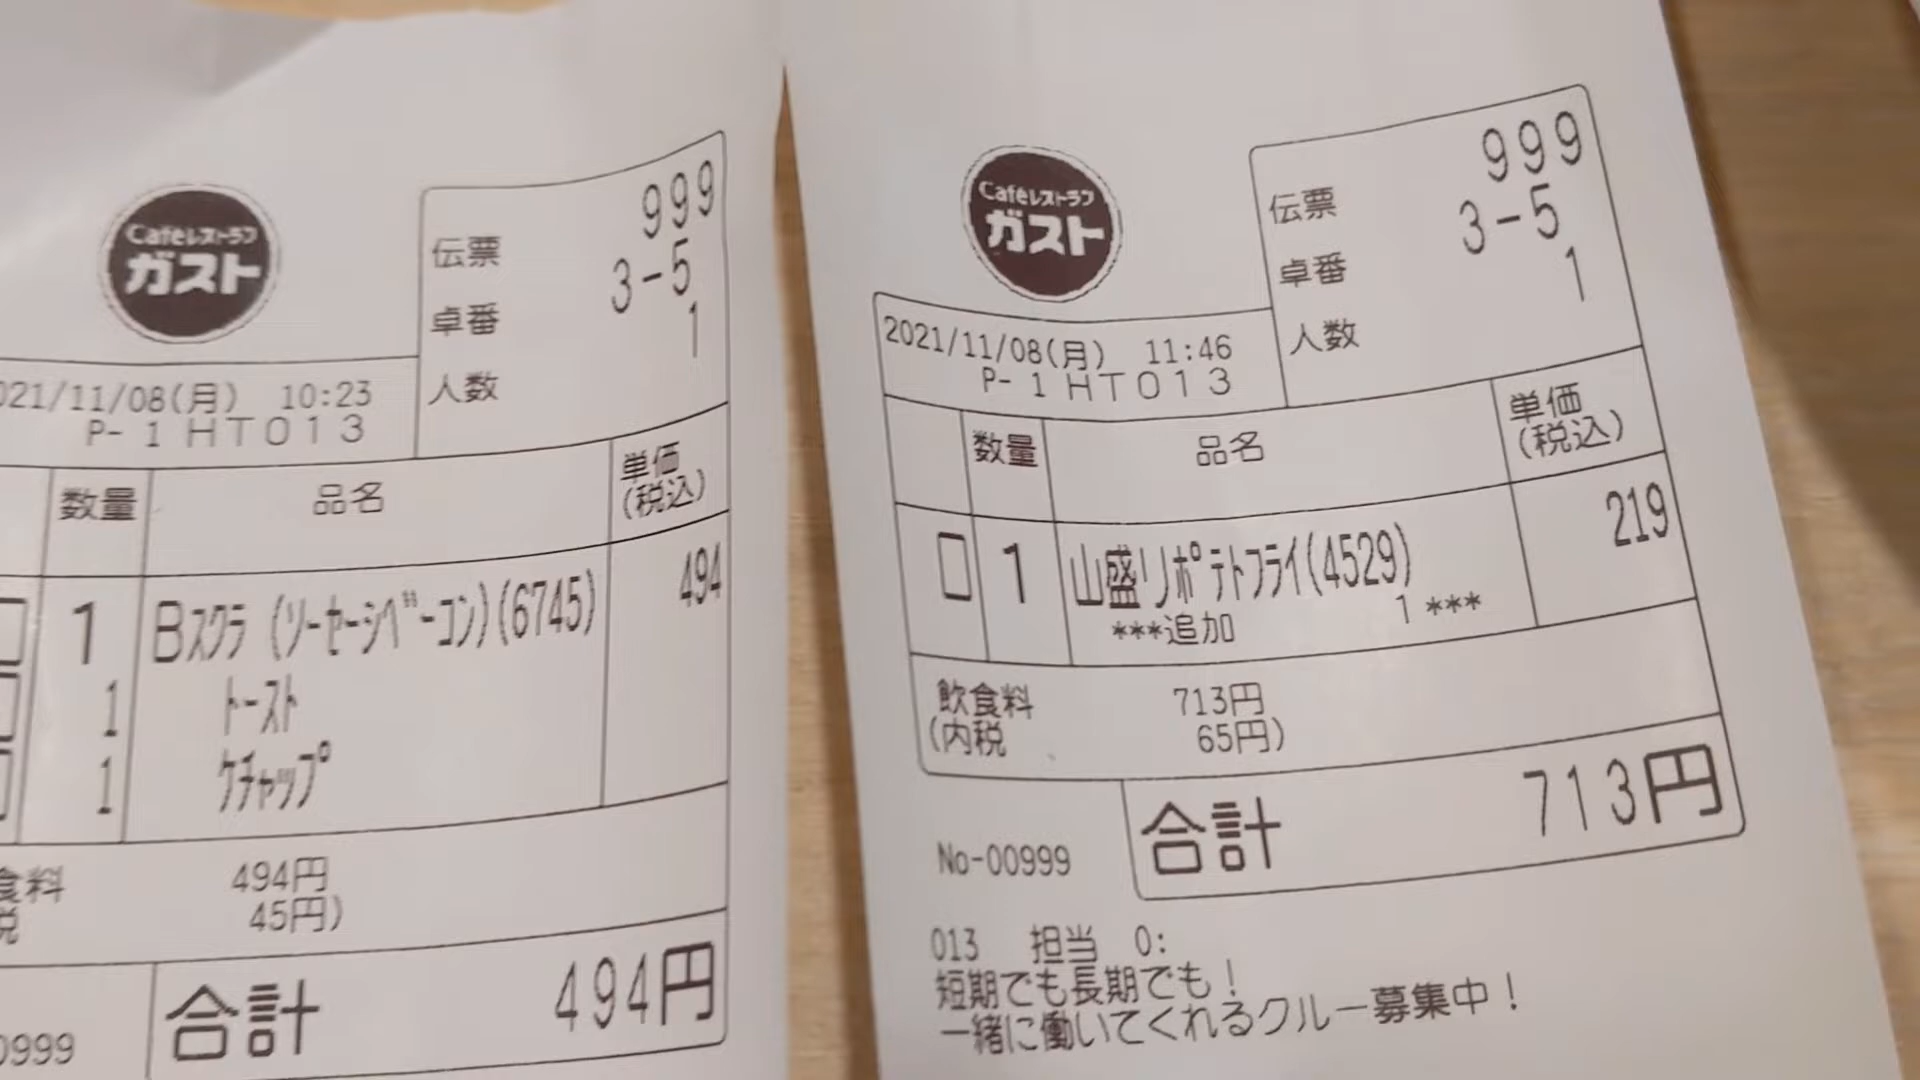 Caféレストラン
ガスト
伝票 999
卓番 3-5
人数 1
021/11/08(月) 10:23
P- 1 HT013
数量 品名 単価
(税込)
1 Bスクラ (ソーセージベーコン)(6745) 494
1 トースト
1 ケチャップ
食料 494円
税 45円)
合計 494円
0999
Caféレストラン
ガスト
伝票 999
卓番 3-5
人数 1
2021/11/08(月) 11:46
P- 1 HT013
数量 品名 単価
(税込)
1 山盛りポテトフライ(4529) 219
***追加 1 ***
飲食料 713円
(内税 65円)
合計 713円
No-00999
013 担当 0:
短期でも長期でも!
一緒に働いてくれるクルー募集中!